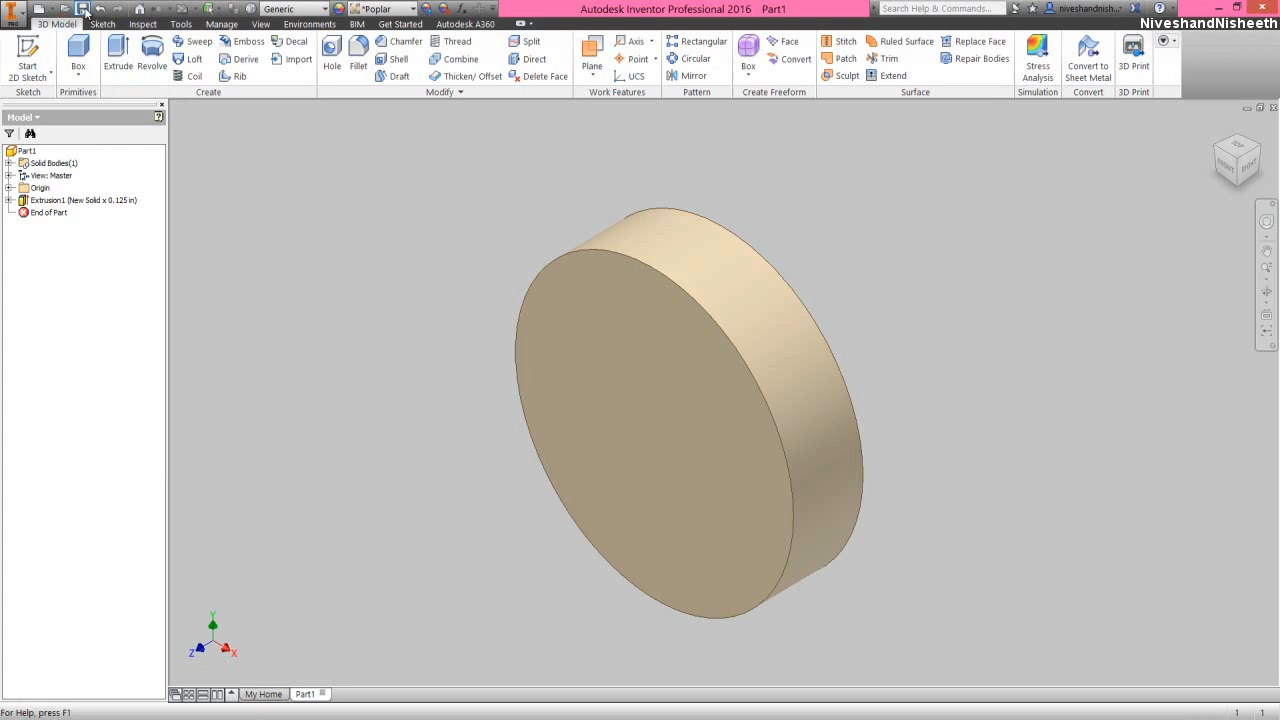 Generic
*Poplar
Autodesk Inventor Professional 2016 Part1
Search Help & Commands...
niveshandnish...
NiveshandNisheeth
PRO
3D Model Sketch Inspect Tools Manage View Environments BIM Get Started Autodesk A360
Start
2D Sketch
Box
Extrude
Revolve
Sweep Emboss Decal
Loft Derive Import
Coil Rib
Hole
Fillet
Chamfer Thread Split
Shell Combine Direct
Draft Thicken/ Offset Delete Face
Plane
Axis
Point
UCS
Rectangular
Circular
Mirror
Box
Face
Convert
Stitch Ruled Surface Replace Face
Patch Trim Repair Bodies
Sculpt Extend
Stress
Analysis
Convert to
Sheet Metal
3D Print
Sketch Primitives Create Modify Work Features Pattern Create Freeform Surface Simulation Convert 3D Print
Model
Part1
Solid Bodies(1)
View: Master
Origin
Extrusion1 (New Solid x 0.125 in)
End of Part
TOP
FRONT
RIGHT
Y
Z
X
My Home Part1
For Help, press F1
1 1